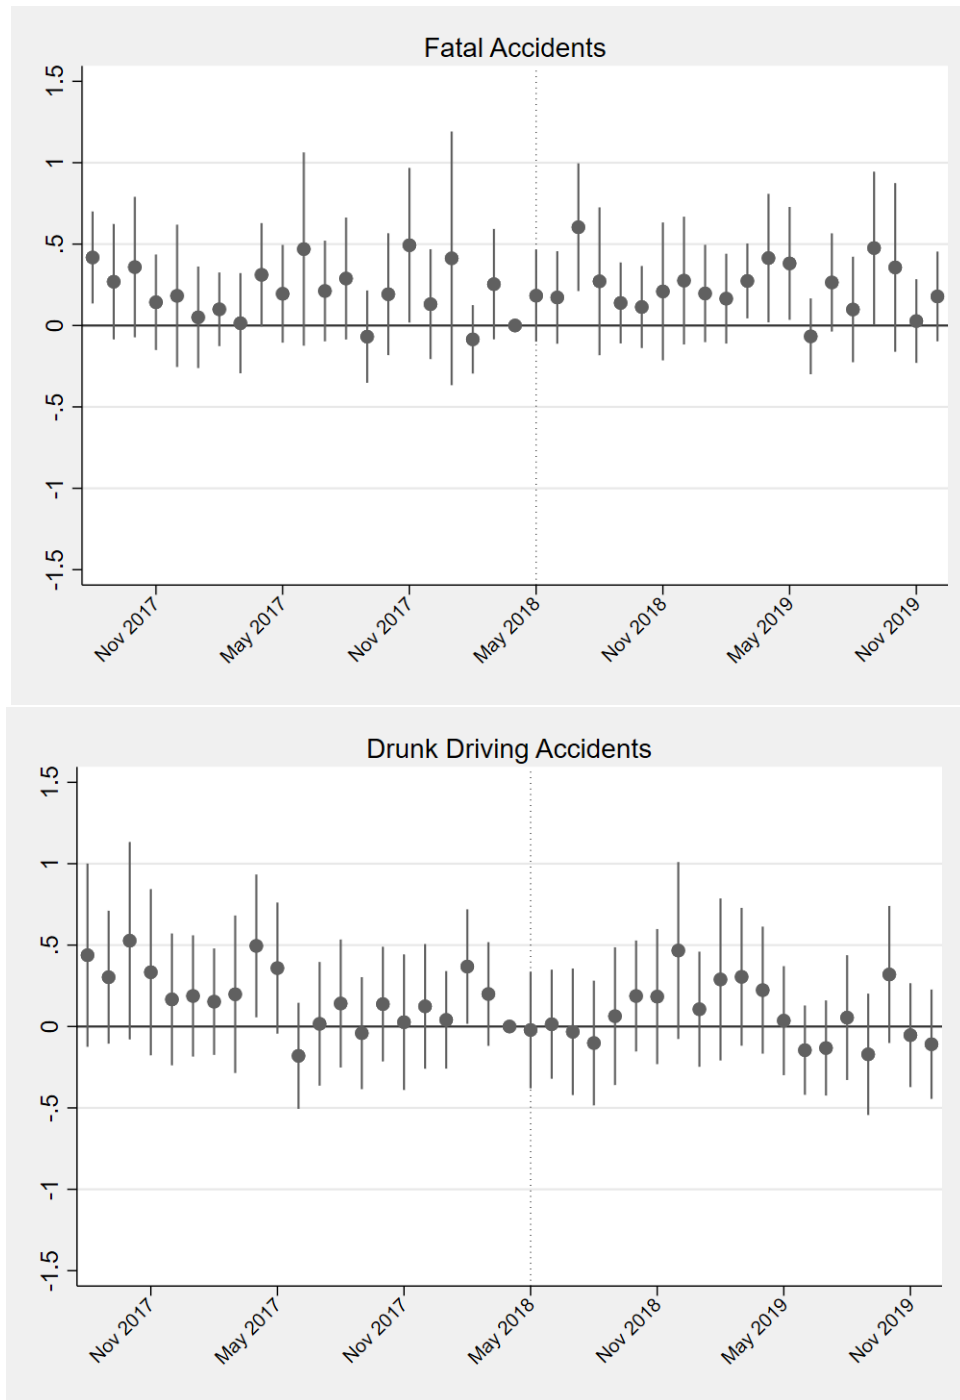 Fatal Accidents
1.5
1
.5
0
-.5
-1
-1.5
Nov 2017
May 2017
Nov 2017
May 2018
Nov 2018
May 2019
Nov 2019
Drunk Driving Accidents
1.5
1
.5
0
-.5
-1
-1.5
Nov 2017
May 2017
Nov 2017
May 2018
Nov 2018
May 2019
Nov 2019